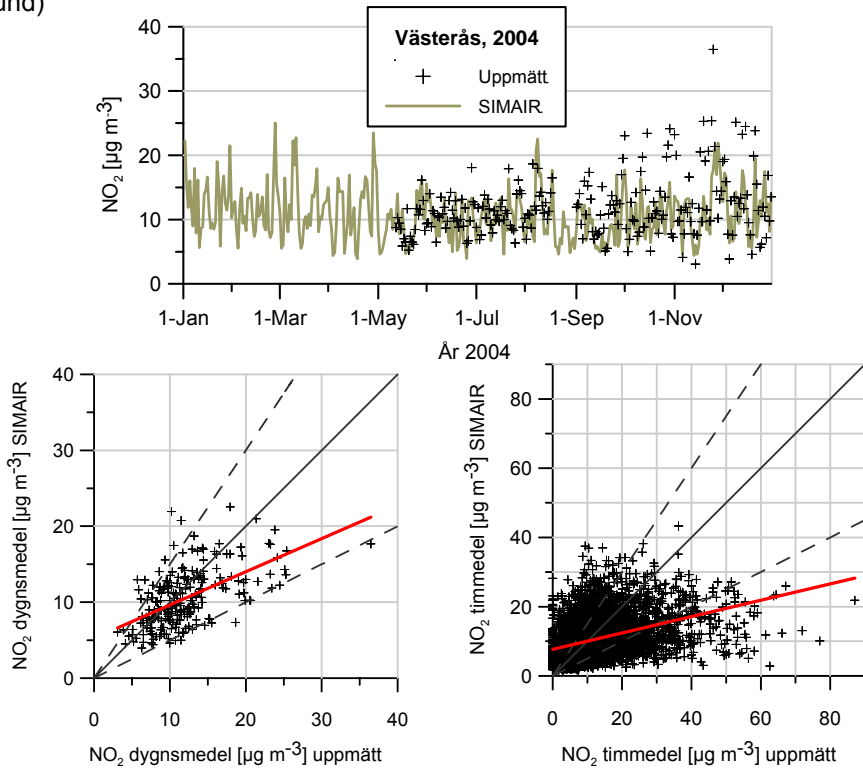 und)
Västerås, 2004
Uppmätt
SIMAIR
NO2 [µg m-3]
40
30
20
10
0
1-Jan 1-Mar 1-May 1-Jul 1-Sep 1-Nov
År 2004
NO2 dygnsmedel [µg m-3] SIMAIR
40
30
20
10
0
0 10 20 30 40
NO2 dygnsmedel [µg m-3] uppmätt
NO2 timmedel [µg m-3] SIMAIR
80
60
40
20
0
0 20 40 60 80
NO2 timmedel [µg m-3] uppmätt